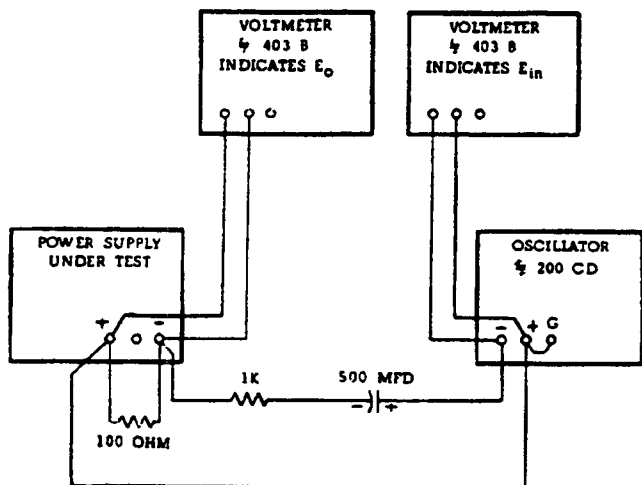 VOLTMETER
403 B
INDICATES Eo
VOLTMETER
403 B
INDICATES Ein
POWER SUPPLY
UNDER TEST
+ -
OSCILLATOR
200 CD
- + G
1K
500 MFD
- +
100 OHM